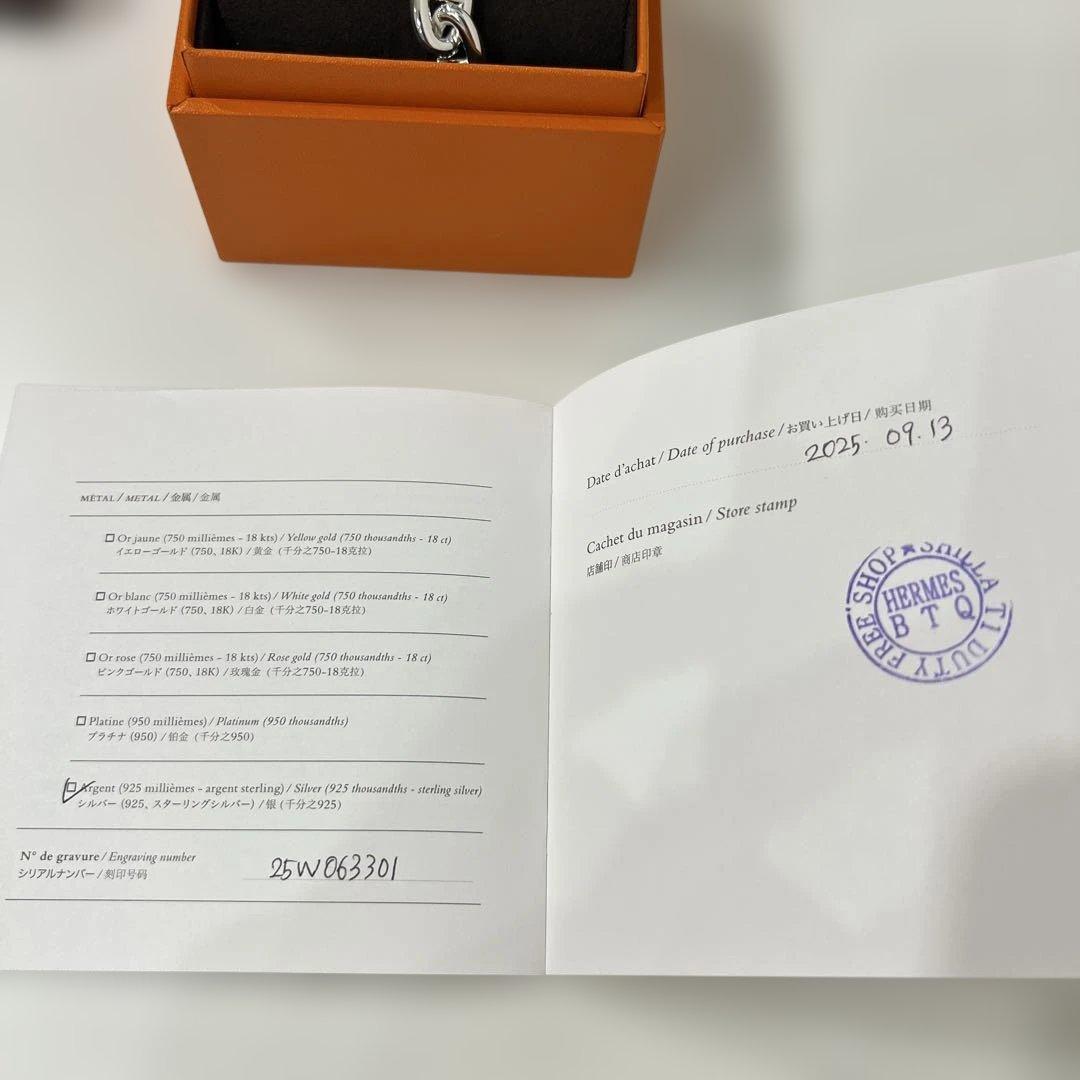 MÉTAL / METAL / 金属 / 金属
Or jaune (750 millièmes – 18 kts) / Yellow gold (750 thousandths - 18 ct)
イエローゴールド (750、18K) / 黄金 (千分之750-18克拉)
Or blanc (750 millièmes – 18 kts) / White gold (750 thousandths - 18 ct)
ホワイトゴールド (750、18K) / 白金 (千分之750-18克拉)
Or rose (750 millièmes – 18 kts) / Rose gold (750 thousandths - 18 ct)
ピンクゴールド (750、18K) / 玫瑰金 (千分之750-18克拉)
Platine (950 millièmes) / Platinum (950 thousandths)
プラチナ (950) / 铂金 (千分之950)
Argent (925 millièmes – argent sterling) / Silver (925 thousandths - sterling silver)
シルバー (925、スターリングシルバー) / 银 (千分之925)
N° de gravure / Engraving number
シリアルナンバー / 刻印号码
25W063301
Date d'achat / Date of purchase / お買い上げ日 / 购买日期
2025. 09. 13
Cachet du magasin / Store stamp
店舗印 / 商店印章
SHILLA TI DUTY FREE SHOP
HERMES
BTQ